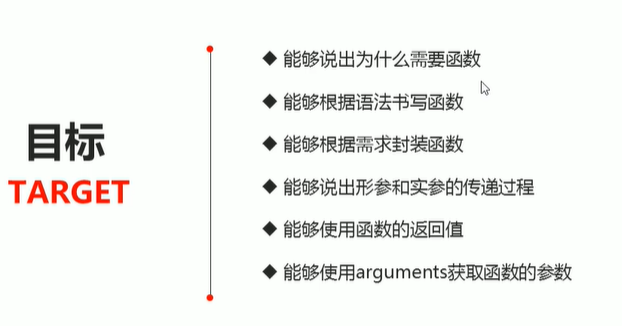 目标
TARGET
◆ 能够说出为什么需要函数
◆ 能够根据语法书写函数
◆ 能够根据需求封装函数
◆ 能够说出形参和实参的传递过程
◆ 能够使用函数的返回值
◆ 能够使用arguments获取函数的参数